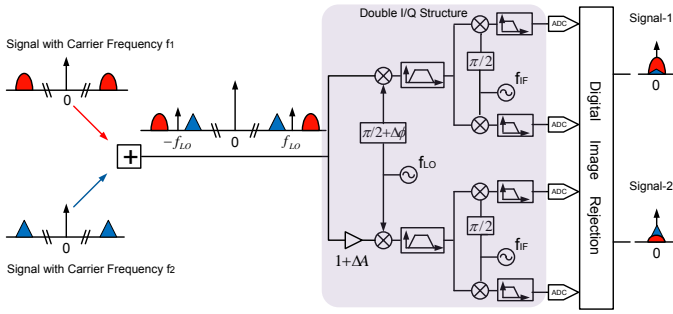 Double I/Q Structure
Signal with Carrier Frequency f1
0
−fLO
0
fLO
+
Signal with Carrier Frequency f2
0
π/2+Δϕ
fLO
1+ΔA
π/2
fIF
π/2
fIF
ADC
ADC
ADC
ADC
Digital Image Rejection
Signal-1
0
Signal-2
0